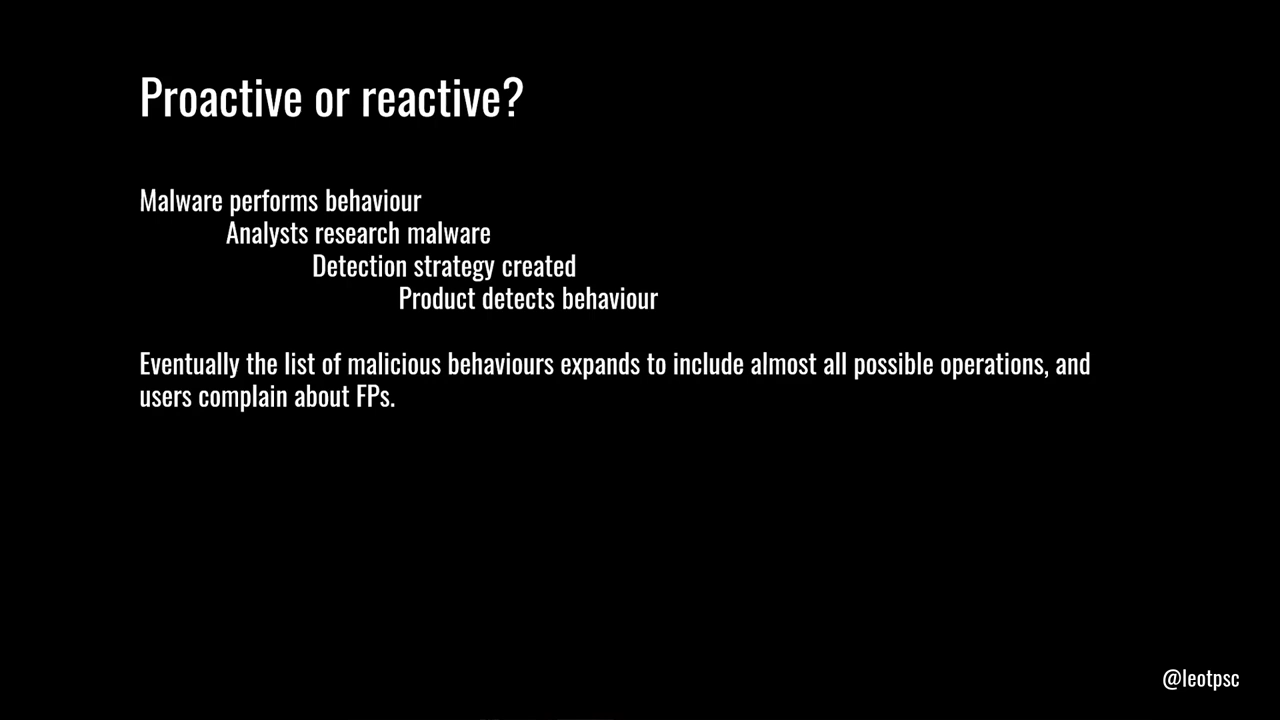 Proactive or reactive?
Malware performs behaviour
Analysts research malware
Detection strategy created
Product detects behaviour
Eventually the list of malicious behaviours expands to include almost all possible operations, and
users complain about FPs.
@leotpsc